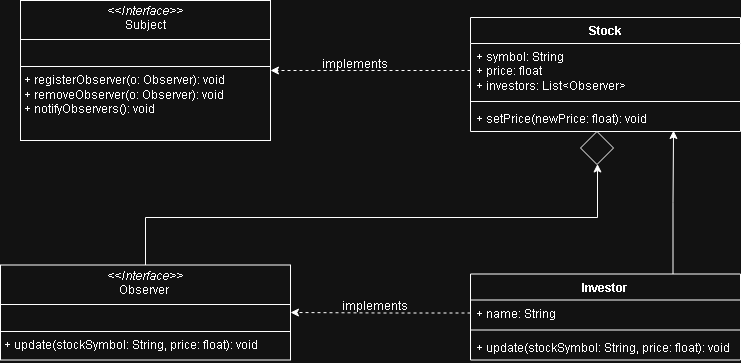 <<Interface>>
Subject
+ registerObserver(o: Observer): void
+ removeObserver(o: Observer): void
+ notifyObservers(): void
implements
Stock
+ symbol: String
+ price: float
+ investors: List<Observer>
+ setPrice(newPrice: float): void
<<Interface>>
Observer
+ update(stockSymbol: String, price: float): void
implements
Investor
+ name: String
+ update(stockSymbol: String, price: float): void